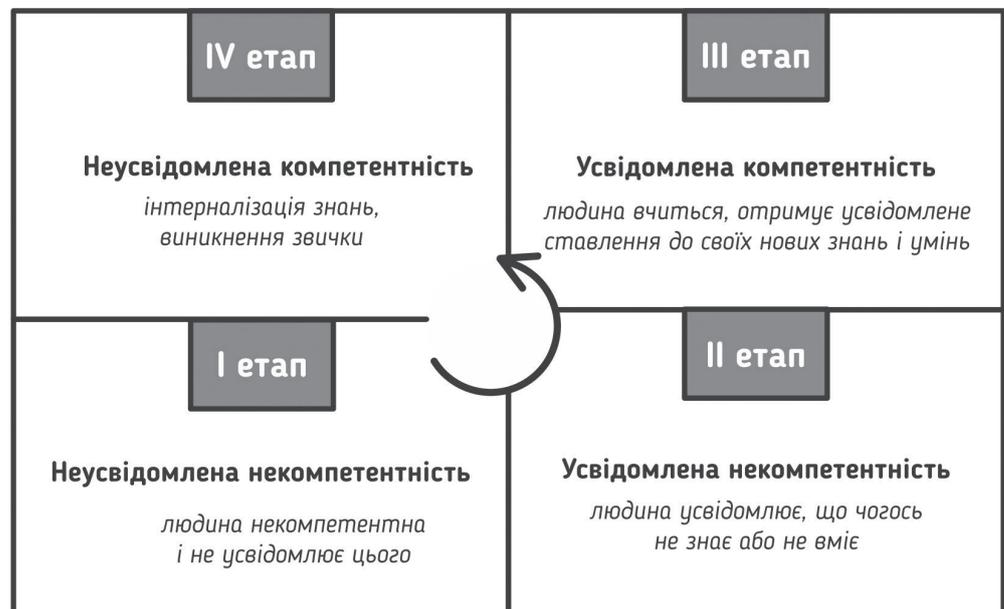 IV етап
Неусвідомлена компетентність
інтерналізація знань,
виникнення звички
III етап
Усвідомлена компетентність
людина вчиться, отримує усвідомлене
ставлення до своїх нових знань і умінь
I етап
Неусвідомлена некомпетентність
людина некомпетентна
і не усвідомлює цього
II етап
Усвідомлена некомпетентність
людина усвідомлює, що чогось
не знає або не вміє